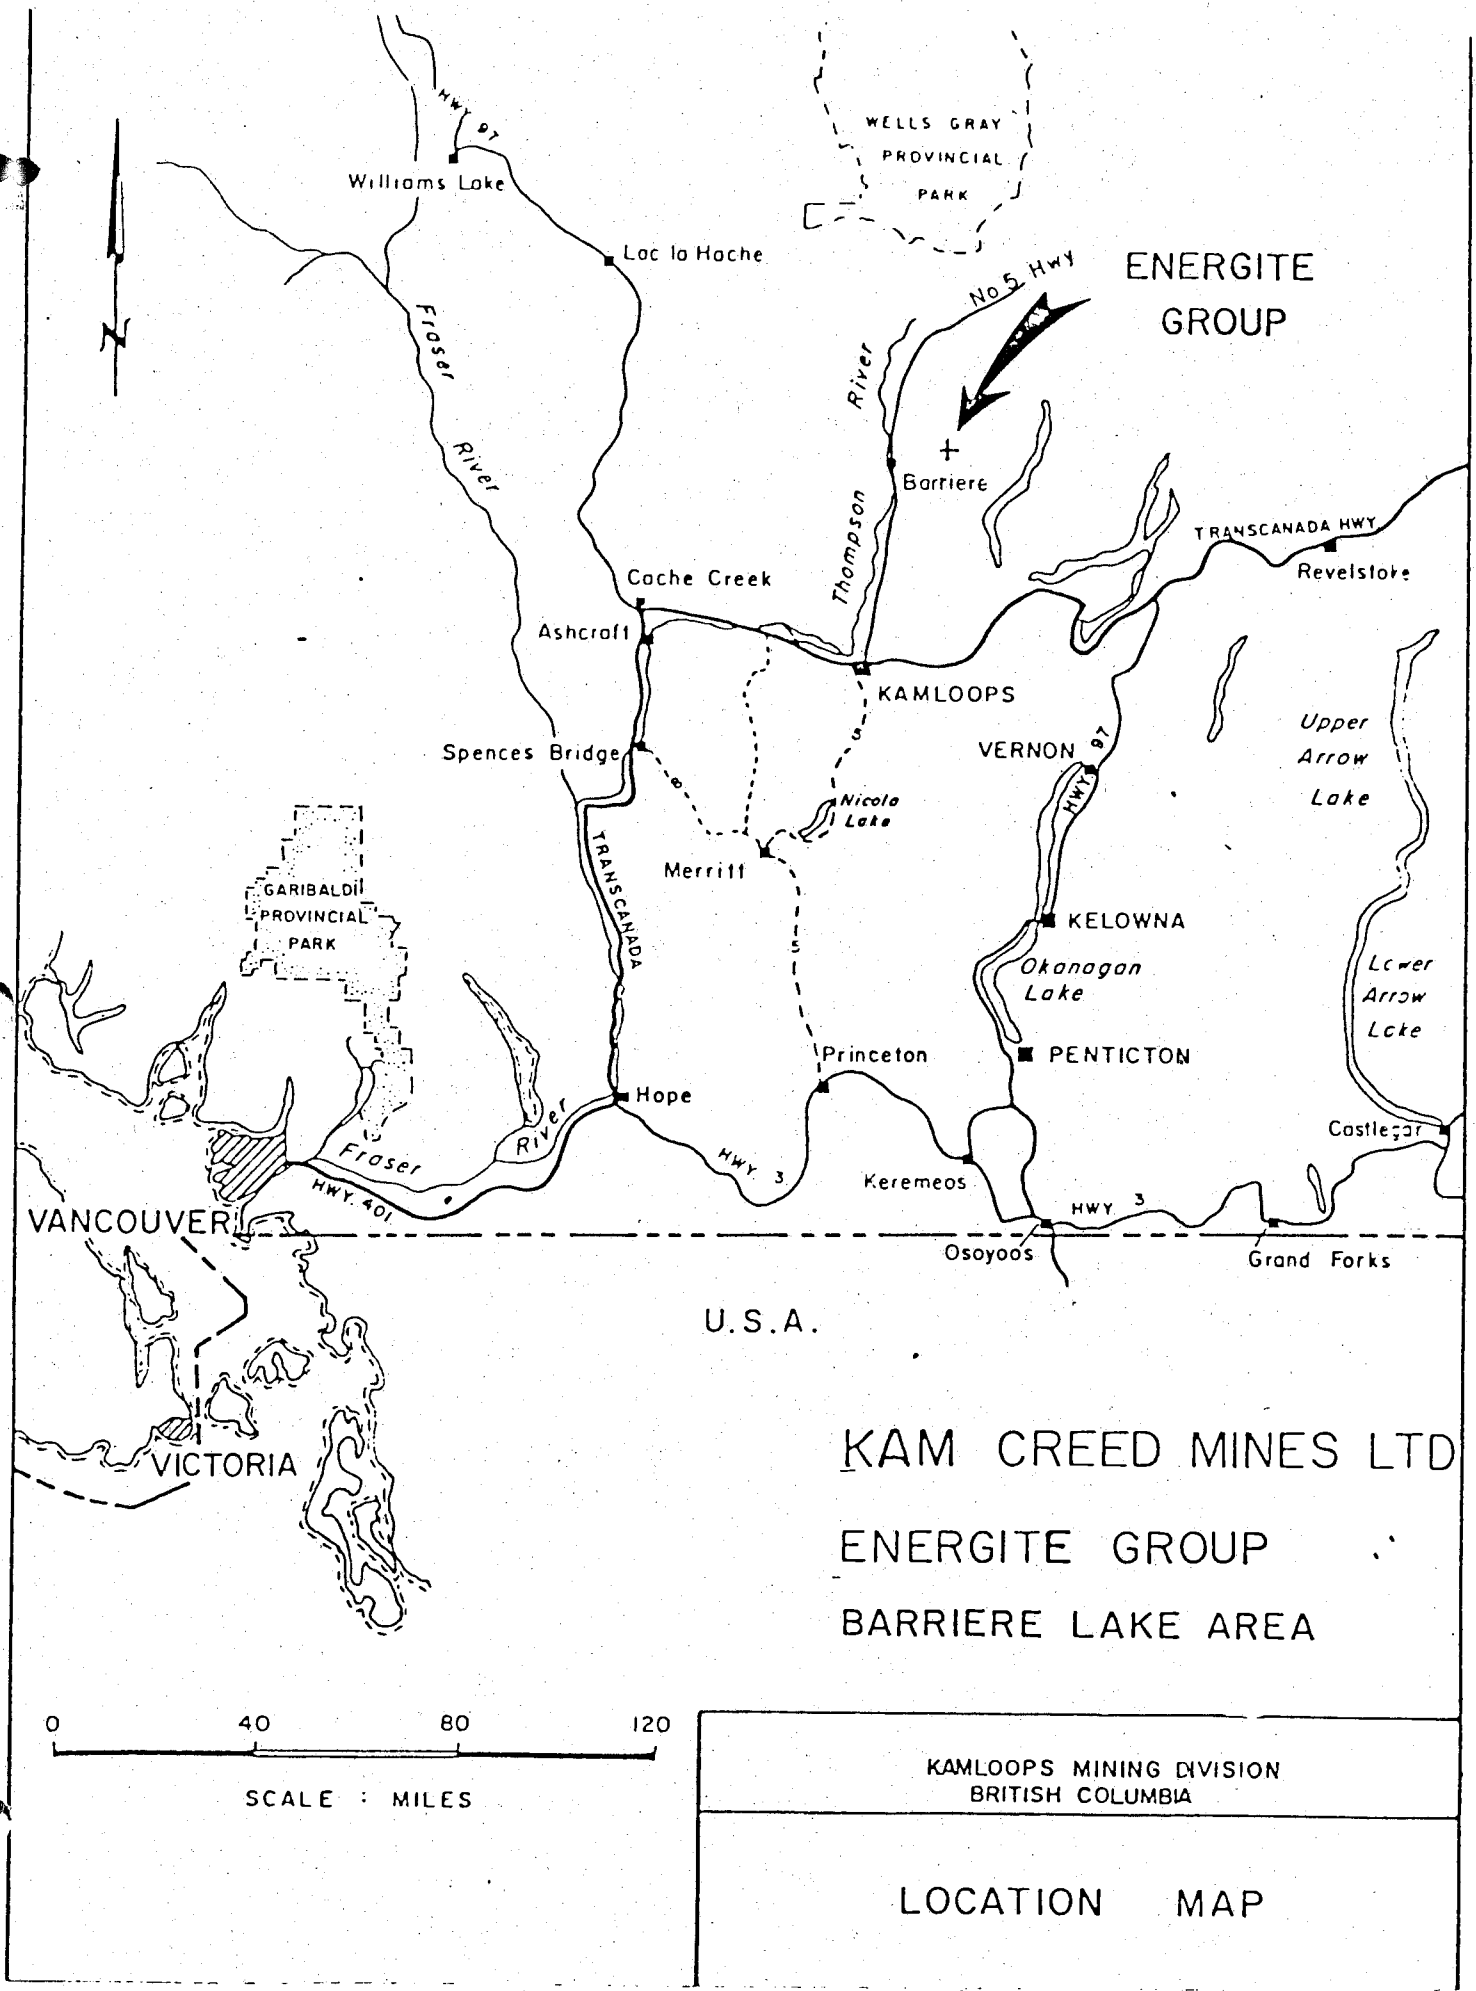 HWY 97
WELLS GRAY
PROVINCIAL
PARK
Williams Lake
Lac la Hache
No 5 Hwy
ENERGITE
GROUP
Fraser
River
River
Barriere
Thompson
TRANSCANADA HWY
Revelstoke
Cache Creek
Ashcroft
KAMLOOPS
5
Upper
Arrow
Lake
VERNON
HWY 97
Spences Bridge
8
Nicola
Lake
TRANSCANADA
Merritt
GARIBALDI
PROVINCIAL
PARK
KELOWNA
5
Okanagan
Lake
Lower
Arrow
Lake
Princeton
PENTICTON
Hope
Fraser
River
HWY. 401
HWY 3
Castlegar
Keremeos
HWY 3
VANCOUVER
Osoyoos
Grand Forks
U.S.A.
VICTORIA
N
KAM CREED MINES LTD
ENERGITE GROUP
BARRIERE LAKE AREA
0 40 80 120
SCALE : MILES
KAMLOOPS MINING DIVISION
BRITISH COLUMBIA
LOCATION MAP